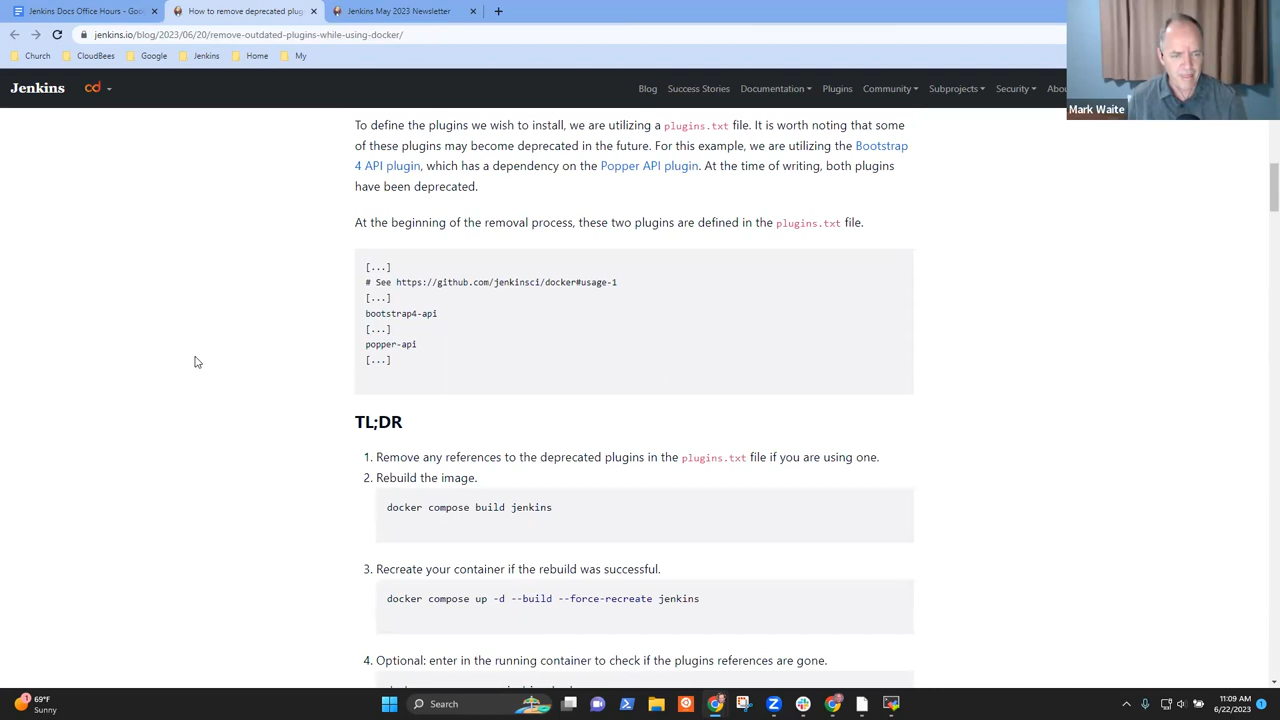 Jenkins Docs Office Hours - Goo
How to remove deprecated plug
Jenkins May 2023 Newsletter
jenkins.io/blog/2023/06/20/remove-outdated-plugins-while-using-docker/
Church
CloudBees
Google
Jenkins
Home
My
Jenkins
cd
Blog
Success Stories
Documentation
Plugins
Community
Subprojects
Security
Abou
Mark Waite
To define the plugins we wish to install, we are utilizing a plugins.txt file. It is worth noting that some
of these plugins may become deprecated in the future. For this example, we are utilizing the Bootstrap
4 API plugin, which has a dependency on the Popper API plugin. At the time of writing, both plugins
have been deprecated.
At the beginning of the removal process, these two plugins are defined in the plugins.txt file.
[...]
# See https://github.com/jenkinsci/docker#usage-1
[...]
bootstrap4-api
[...]
popper-api
[...]
TL;DR
1. Remove any references to the deprecated plugins in the plugins.txt file if you are using one.
2. Rebuild the image.
docker compose build jenkins
3. Recreate your container if the rebuild was successful.
docker compose up -d --build --force-recreate jenkins
4. Optional: enter in the running container to check if the plugins references are gone.
69°F
Sunny
Search
11:09 AM
6/22/2023